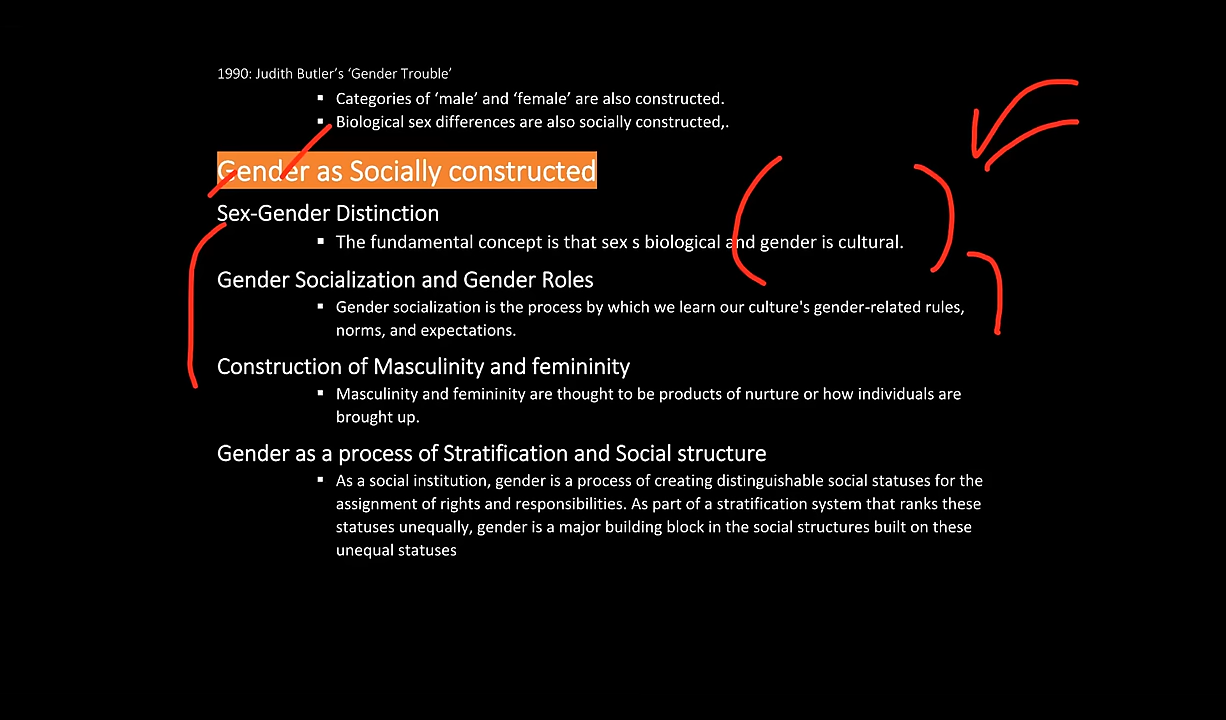 1990: Judith Butler's ‘Gender Trouble’
▪ Categories of ‘male’ and ‘female’ are also constructed.
▪ Biological sex differences are also socially constructed,.
Gender as Socially constructed
Sex-Gender Distinction
▪ The fundamental concept is that sex s biological and gender is cultural.
Gender Socialization and Gender Roles
▪ Gender socialization is the process by which we learn our culture's gender-related rules,
norms, and expectations.
Construction of Masculinity and femininity
▪ Masculinity and femininity are thought to be products of nurture or how individuals are
brought up.
Gender as a process of Stratification and Social structure
▪ As a social institution, gender is a process of creating distinguishable social statuses for the
assignment of rights and responsibilities. As part of a stratification system that ranks these
statuses unequally, gender is a major building block in the social structures built on these
unequal statuses